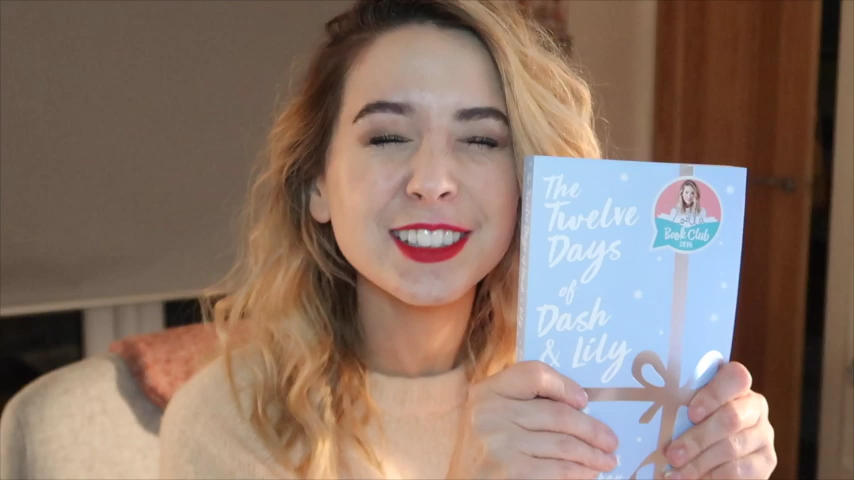 The
Twelve
Days
of
Dash
& Lily
Book Club